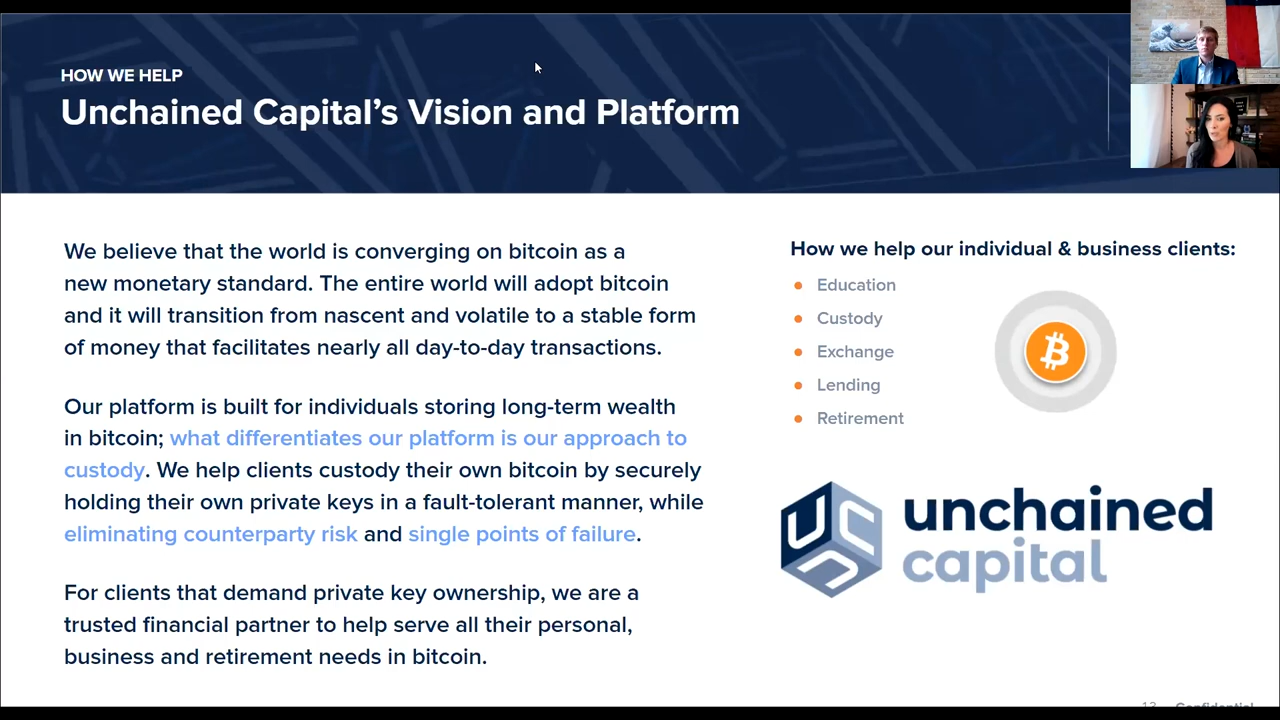 HOW WE HELP
Unchained Capital's Vision and Platform
We believe that the world is converging on bitcoin as a
new monetary standard. The entire world will adopt bitcoin
and it will transition from nascent and volatile to a stable form
of money that facilitates nearly all day-to-day transactions.
Our platform is built for individuals storing long-term wealth
in bitcoin; what differentiates our platform is our approach to
custody. We help clients custody their own bitcoin by securely
holding their own private keys in a fault-tolerant manner, while
eliminating counterparty risk and single points of failure.
For clients that demand private key ownership, we are a
trusted financial partner to help serve all their personal,
business and retirement needs in bitcoin.
How we help our individual & business clients:
Education
Custody
Exchange
Lending
Retirement
unchained
capital
13 Confidential